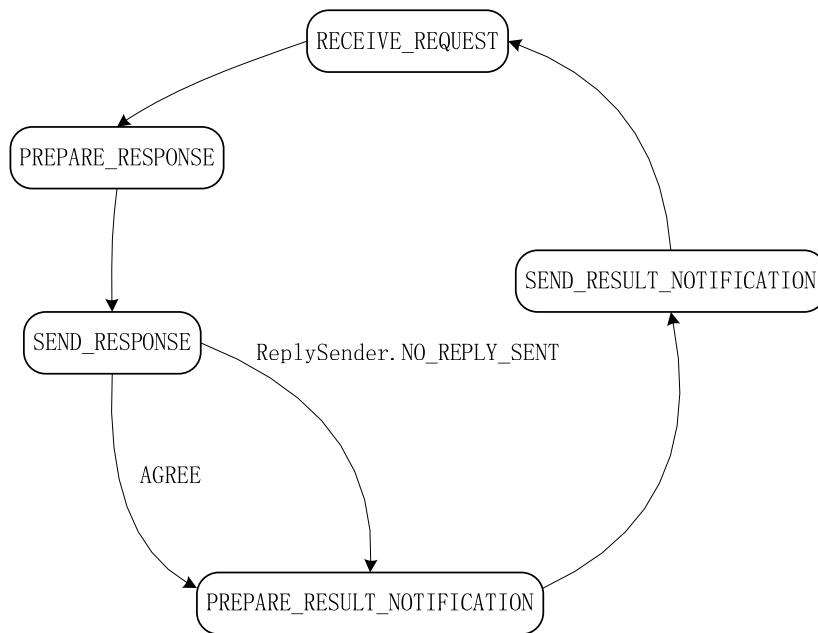 RECEIVE_REQUEST
PREPARE_RESPONSE
SEND_RESULT_NOTIFICATION
SEND_RESPONSE
ReplySender.NO_REPLY_SENT
AGREE
PREPARE_RESULT_NOTIFICATION